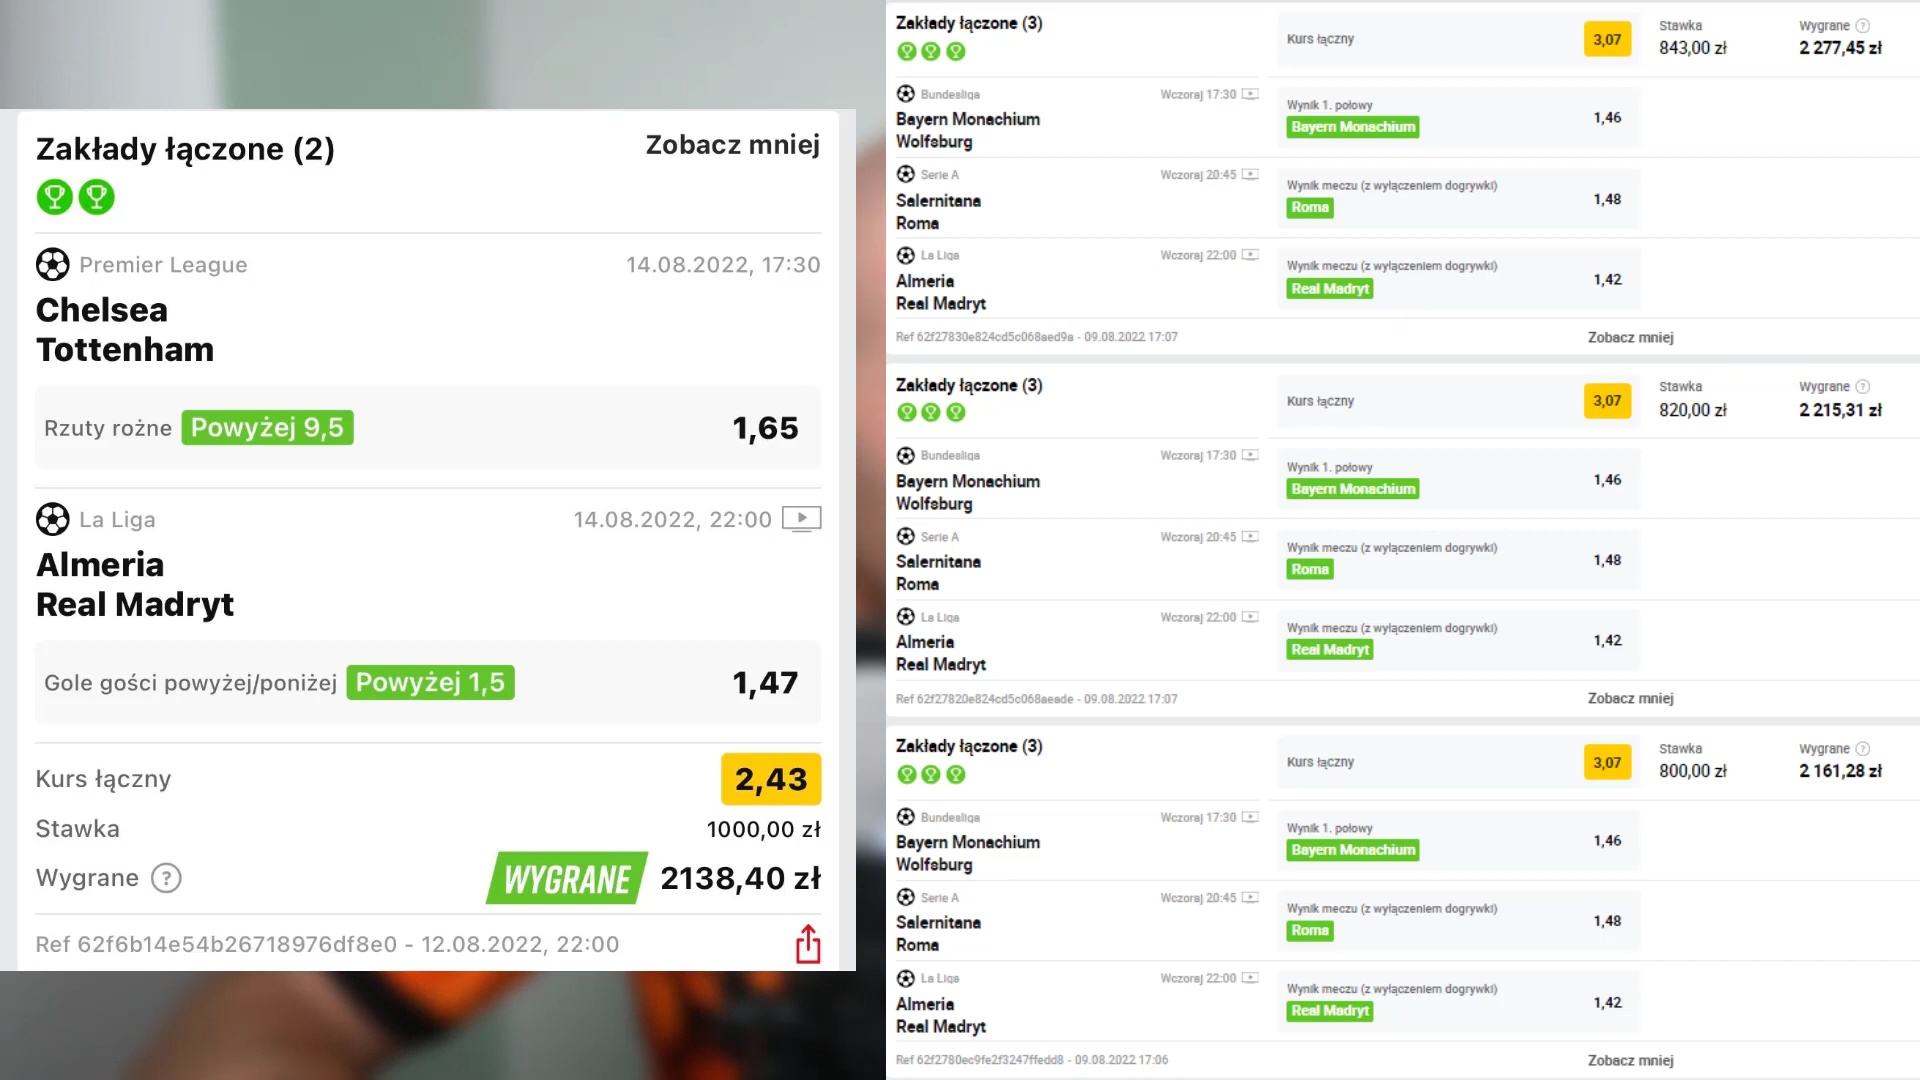 Zakłady łączone (2)
Zobacz mniej
Premier League
14.08.2022, 17:30
Chelsea
Tottenham
Rzuty rożne Powyżej 9,5
1,65
La Liga
14.08.2022, 22:00
Almeria
Real Madryt
Gole gości powyżej/poniżej Powyżej 1,5
1,47
Kurs łączny
2,43
Stawka
1000,00 zł
Wygrane ?
WYGRANE 2138,40 zł
Ref 62f6b14e54b26718976df8e0 - 12.08.2022, 22:00
Zakłady łączone (3)
Kurs łączny
3,07
Stawka
843,00 zł
Wygrane ?
2 277,45 zł
Bundesliga
Wczoraj 17:30
Bayern Monachium
Wolfsburg
Wynik 1. połowy
Bayern Monachium
1,46
Serie A
Wczoraj 20:45
Salernitana
Roma
Wynik meczu (z wyłączeniem dogrywki)
Roma
1,48
La Liga
Wczoraj 22:00
Almeria
Real Madryt
Wynik meczu (z wyłączeniem dogrywki)
Real Madryt
1,42
Ref 62f27830e824cd5c068aed9a - 09.08.2022 17:07
Zobacz mniej
Zakłady łączone (3)
Kurs łączny
3,07
Stawka
820,00 zł
Wygrane ?
2 215,31 zł
Bundesliga
Wczoraj 17:30
Bayern Monachium
Wolfsburg
Wynik 1. połowy
Bayern Monachium
1,46
Serie A
Wczoraj 20:45
Salernitana
Roma
Wynik meczu (z wyłączeniem dogrywki)
Roma
1,48
La Liga
Wczoraj 22:00
Almeria
Real Madryt
Wynik meczu (z wyłączeniem dogrywki)
Real Madryt
1,42
Ref 62f27820e824cd5c068aeade - 09.08.2022 17:07
Zobacz mniej
Zakłady łączone (3)
Kurs łączny
3,07
Stawka
800,00 zł
Wygrane ?
2 161,28 zł
Bundesliga
Wczoraj 17:30
Bayern Monachium
Wolfsburg
Wynik 1. połowy
Bayern Monachium
1,46
Serie A
Wczoraj 20:45
Salernitana
Roma
Wynik meczu (z wyłączeniem dogrywki)
Roma
1,48
La Liga
Wczoraj 22:00
Almeria
Real Madryt
Wynik meczu (z wyłączeniem dogrywki)
Real Madryt
1,42
Ref 62f2780ec9fe2f3247ffedd8 - 09.08.2022 17:06
Zobacz mniej